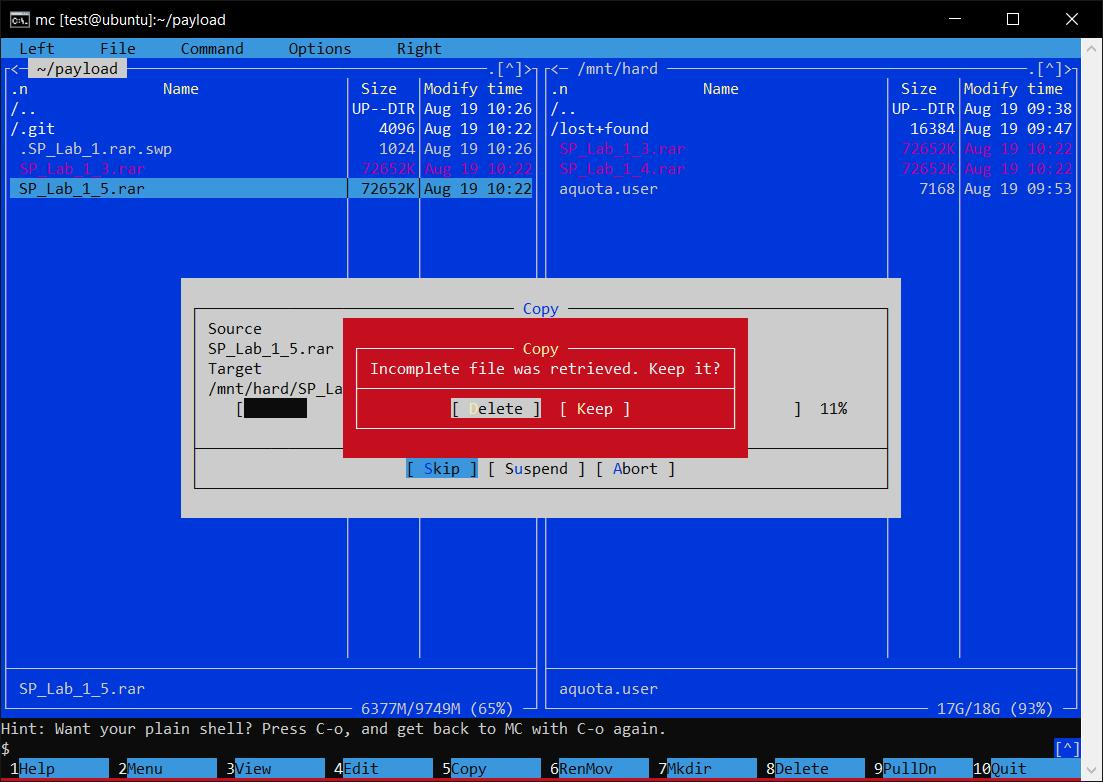 mc [test@ubuntu]:~/payload
Left File Command Options Right
<─ ~/payload .[^]> <─ /mnt/hard .[^]>
.n Name Size Modify time .n Name Size Modify time
/.. UP--DIR Aug 19 10:26 /.. UP--DIR Aug 19 09:38
/.git 4096 Aug 19 10:22 /lost+found 16384 Aug 19 09:47
.SP_Lab_1.rar.swp 1024 Aug 19 10:26 SP_Lab_1_3.rar 72652K Aug 19 10:22
SP_Lab_1_3.rar 72652K Aug 19 10:22 SP_Lab_1_4.rar 72652K Aug 19 10:22
SP_Lab_1_5.rar 72652K Aug 19 10:22 aquota.user 7168 Aug 19 09:53
Copy
Source
SP_Lab_1_5.rar
Target
/mnt/hard/SP_La
[ ] 11%
Copy
Incomplete file was retrieved. Keep it?
[ Delete ] [ Keep ]
[ Skip ] [ Suspend ] [ Abort ]
SP_Lab_1_5.rar aquota.user
6377M/9749M (65%) 17G/18G (93%)
Hint: Want your plain shell? Press C-o, and get back to MC with C-o again.
$ [^]
1Help 2Menu 3View 4Edit 5Copy 6RenMov 7Mkdir 8Delete 9PullDn 10Quit